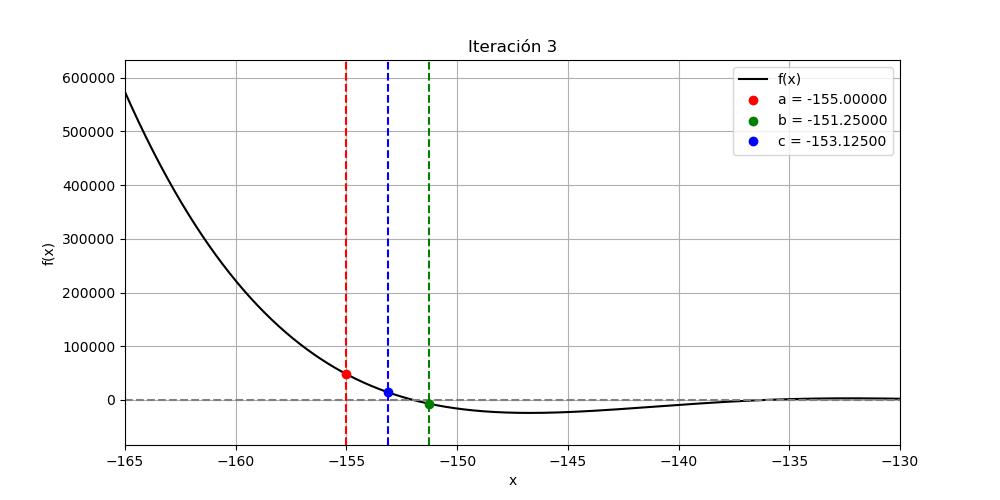 Iteración 3
f(x)
a = -155.00000
b = -151.25000
c = -153.12500
600000
500000
400000
300000
200000
100000
0
f(x)
−165 −160 −155 −150 −145 −140 −135 −130
x